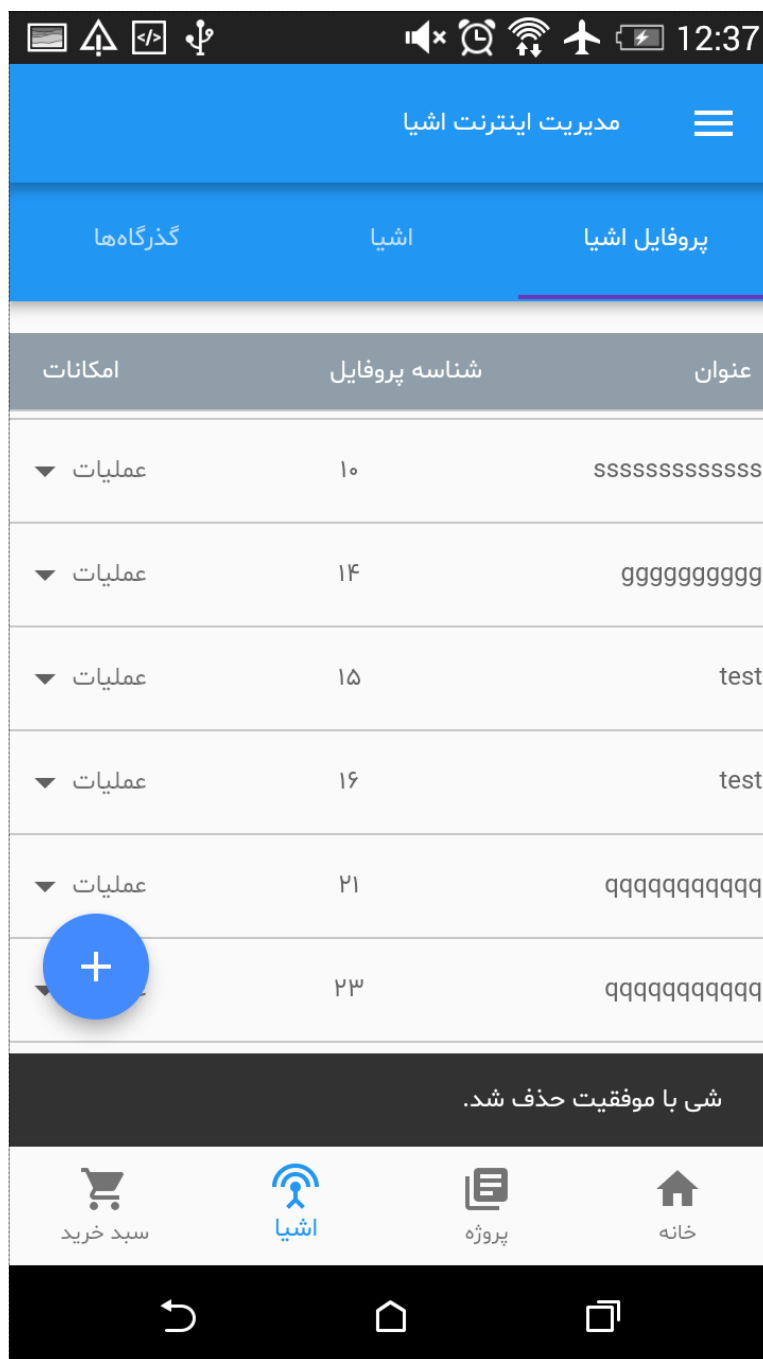 12:37
مدیریت اینترنت اشیا
پروفایل اشیا اشیا گذرگاه‌ها
عنوان شناسه پروفایل امکانات
sssssssssssss ۱۰ عملیات
gggggggggg ۱۴ عملیات
test ۱۵ عملیات
test ۱۶ عملیات
qqqqqqqqqqq ۲۱ عملیات
qqqqqqqqqqq ۲۳
شی با موفقیت حذف شد.
خانه پروژه اشیا سبد خرید